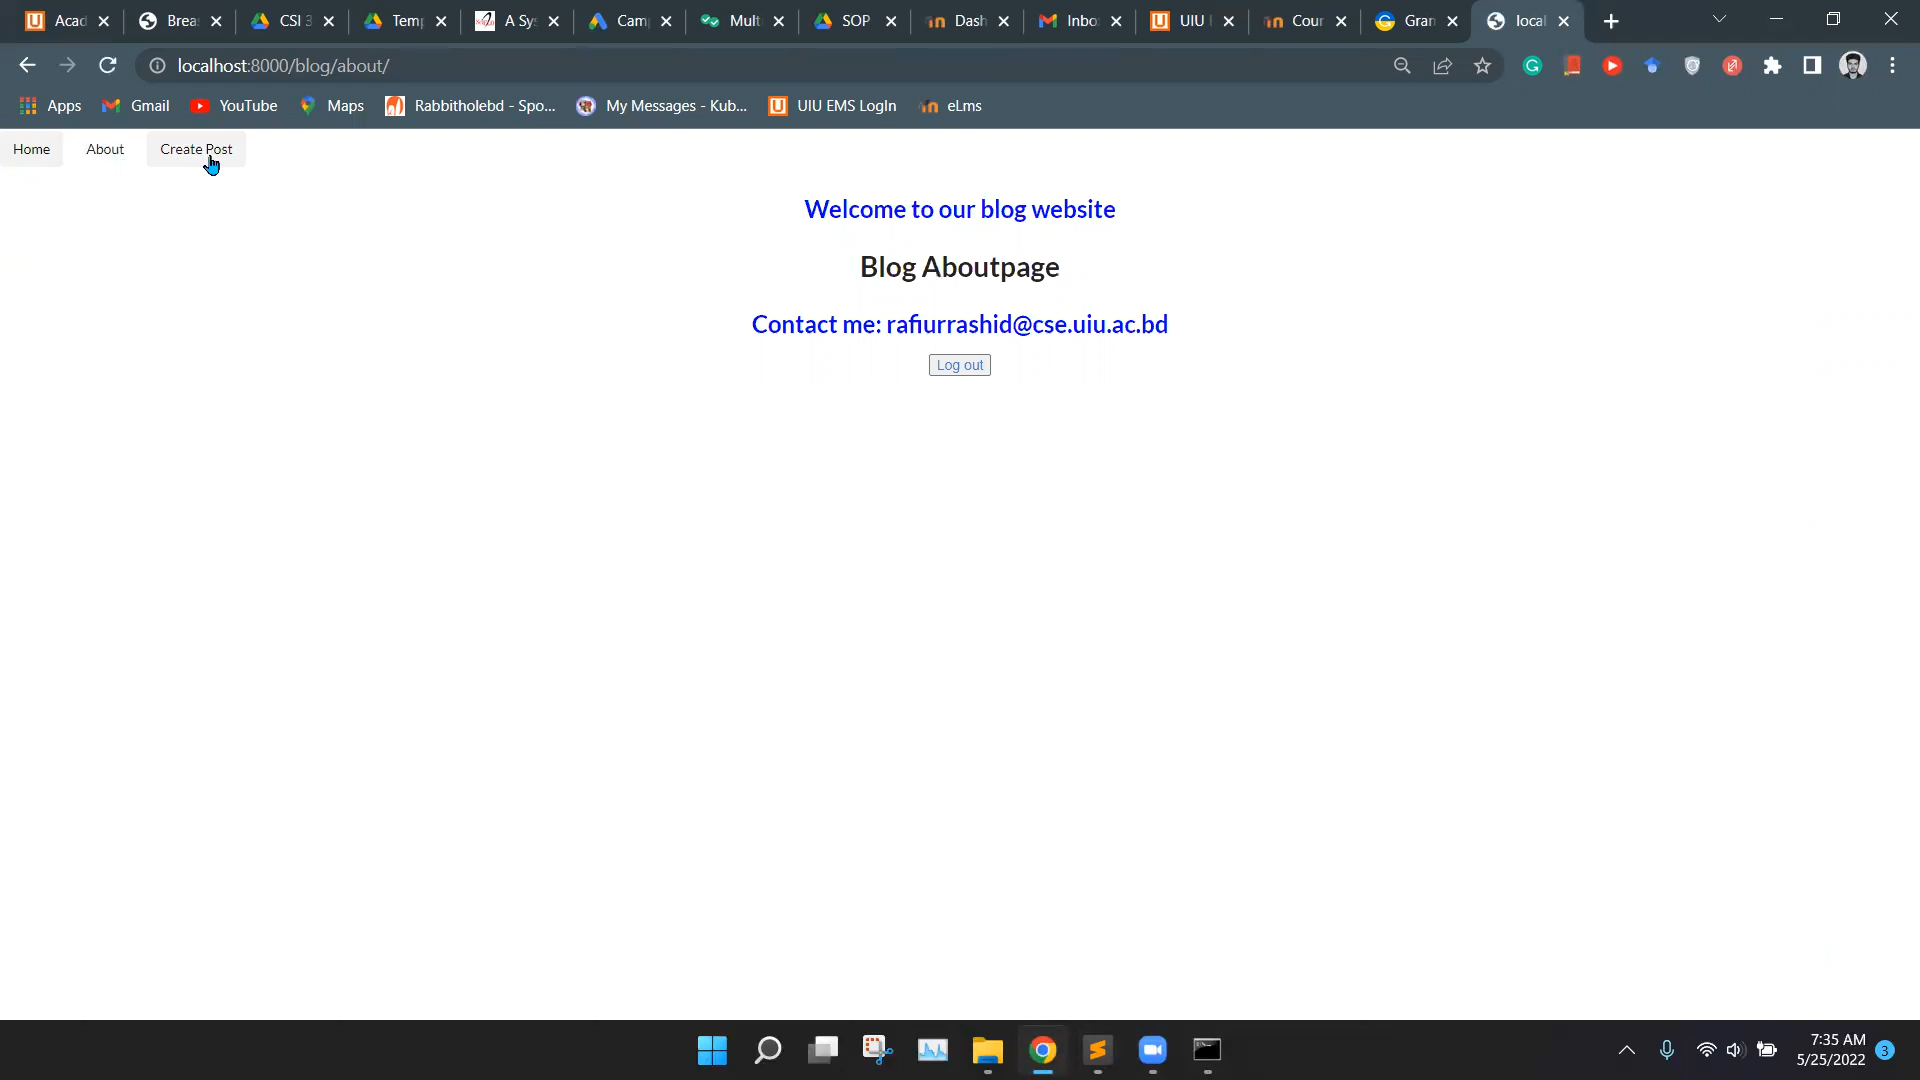 Acad Brea CSI 3 Temp A Sy Cam Mult SOP Dash Inbo UIU Cour Gran local
localhost:8000/blog/about/
Apps Gmail YouTube Maps Rabbitholebd - Spo... My Messages - Kub... UIU EMS LogIn eLms
Home About Create Post
Welcome to our blog website
Blog Aboutpage
Contact me: rafiurrashid@cse.uiu.ac.bd
Log out
7:35 AM
5/25/2022 3